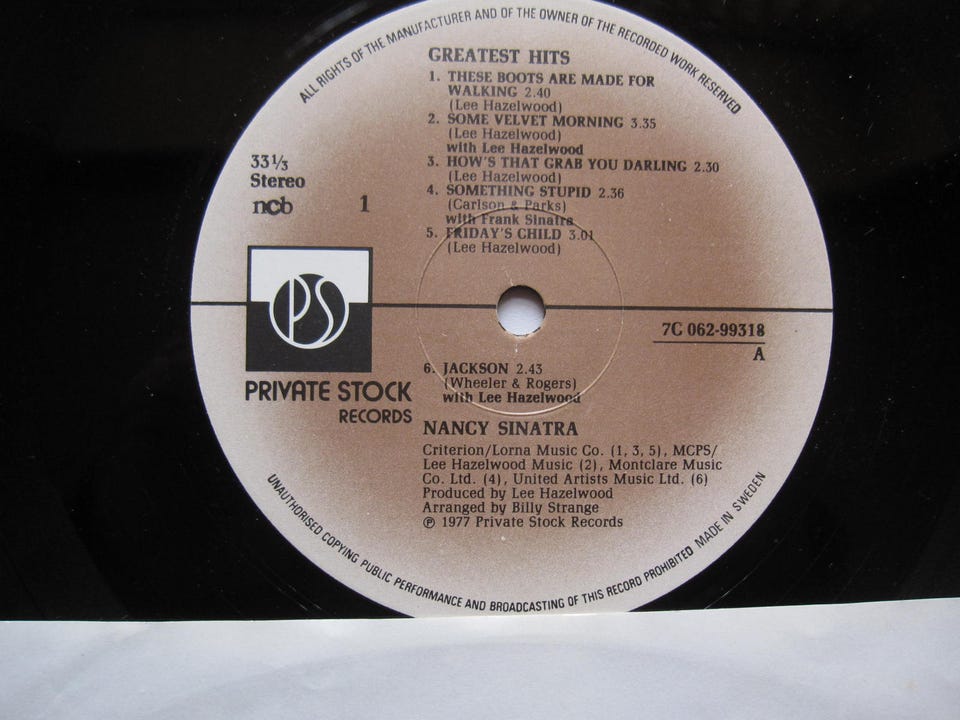 ALL RIGHTS OF THE MANUFACTURER AND OF THE OWNER OF THE RECORDED WORK RESERVED
GREATEST HITS
1. THESE BOOTS ARE MADE FOR
WALKING 2.40
(Lee Hazelwood)
2. SOME VELVET MORNING 3.35
(Lee Hazelwood)
with Lee Hazelwood
3. HOW'S THAT GRAB YOU DARLING 2.30
(Lee Hazelwood)
4. SOMETHING STUPID 2.36
(Carlson & Parks)
with Frank Sinatra
5. FRIDAY'S CHILD 3.01
(Lee Hazelwood)
33⅓
Stereo
ncb 1
PS
PRIVATE STOCK
RECORDS
7C 062-99318
A
6. JACKSON 2.43
(Wheeler & Rogers)
with Lee Hazelwood
NANCY SINATRA
Criterion/Lorna Music Co. (1, 3, 5), MCPS/
Lee Hazelwood Music (2), Montclare Music
Co. Ltd. (4), United Artists Music Ltd. (6)
Produced by Lee Hazelwood
Arranged by Billy Strange
℗ 1977 Private Stock Records
UNAUTHORISED COPYING PUBLIC PERFORMANCE AND BROADCASTING OF THIS RECORD PROHIBITED MADE IN SWEDEN